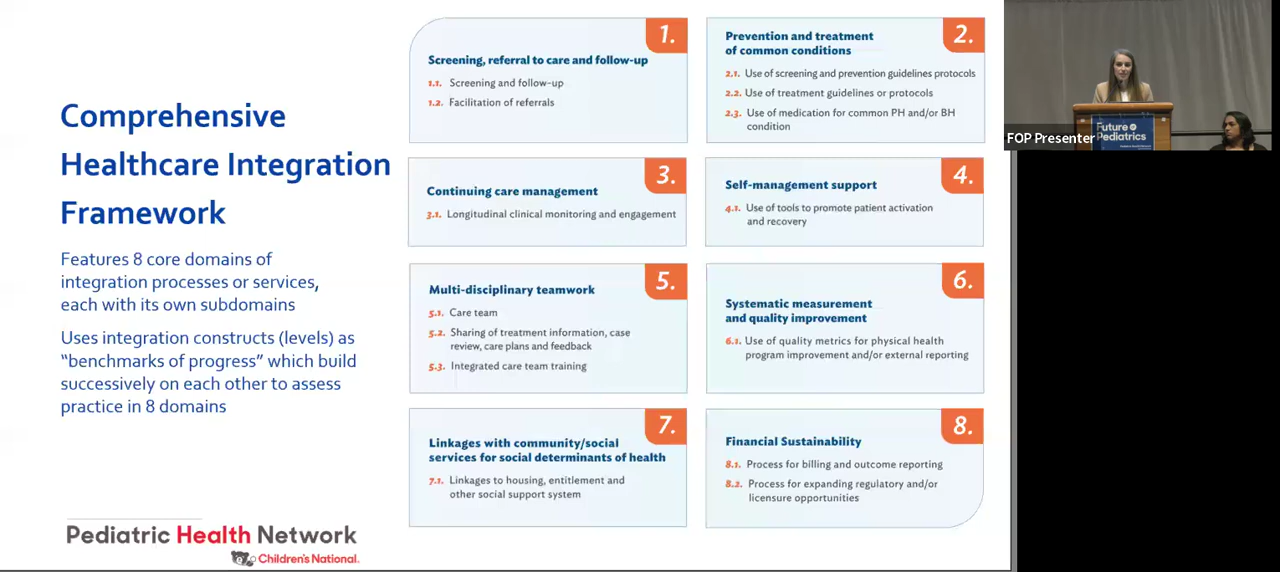 Comprehensive
Healthcare Integration
Framework
Features 8 core domains of
integration processes or services,
each with its own subdomains
Uses integration constructs (levels) as
“benchmarks of progress” which build
successively on each other to assess
practice in 8 domains
Pediatric Health Network
Children's National.
1.
Screening, referral to care and follow-up
1.1. Screening and follow-up
1.2. Facilitation of referrals
2.
Prevention and treatment
of common conditions
2.1. Use of screening and prevention guidelines protocols
2.2. Use of treatment guidelines or protocols
2.3. Use of medication for common PH and/or BH
condition
3.
Continuing care management
3.1. Longitudinal clinical monitoring and engagement
4.
Self-management support
4.1. Use of tools to promote patient activation
and recovery
5.
Multi-disciplinary teamwork
5.1. Care team
5.2. Sharing of treatment information, case
review, care plans and feedback
5.3. Integrated care team training
6.
Systematic measurement
and quality improvement
6.1. Use of quality metrics for physical health
program improvement and/or external reporting
7.
Linkages with community/social
services for social determinants of health
7.1. Linkages to housing, entitlement and
other social support system
8.
Financial Sustainability
8.1. Process for billing and outcome reporting
8.2. Process for expanding regulatory and/or
licensure opportunities
FOP Presenter
Future of
Pediatrics